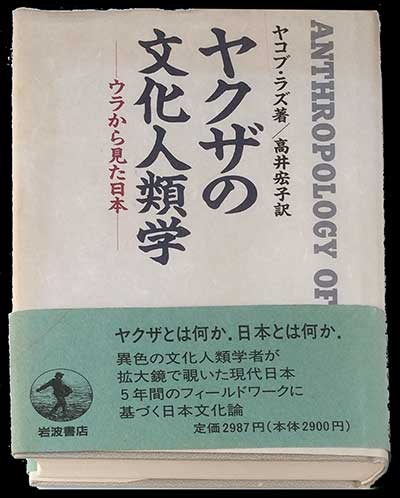 ヤクザの
文化人類学
――ウラから見た日本――
ヤコブ・ラズ著／高井宏子訳
ANTHROPOLOGY OF
ヤクザとは何か．日本とは何か．
異色の文化人類学者が
拡大鏡で覗いた現代日本
5年間のフィールドワークに
基づく日本文化論
岩波書店
定価2987円（本体2900円）